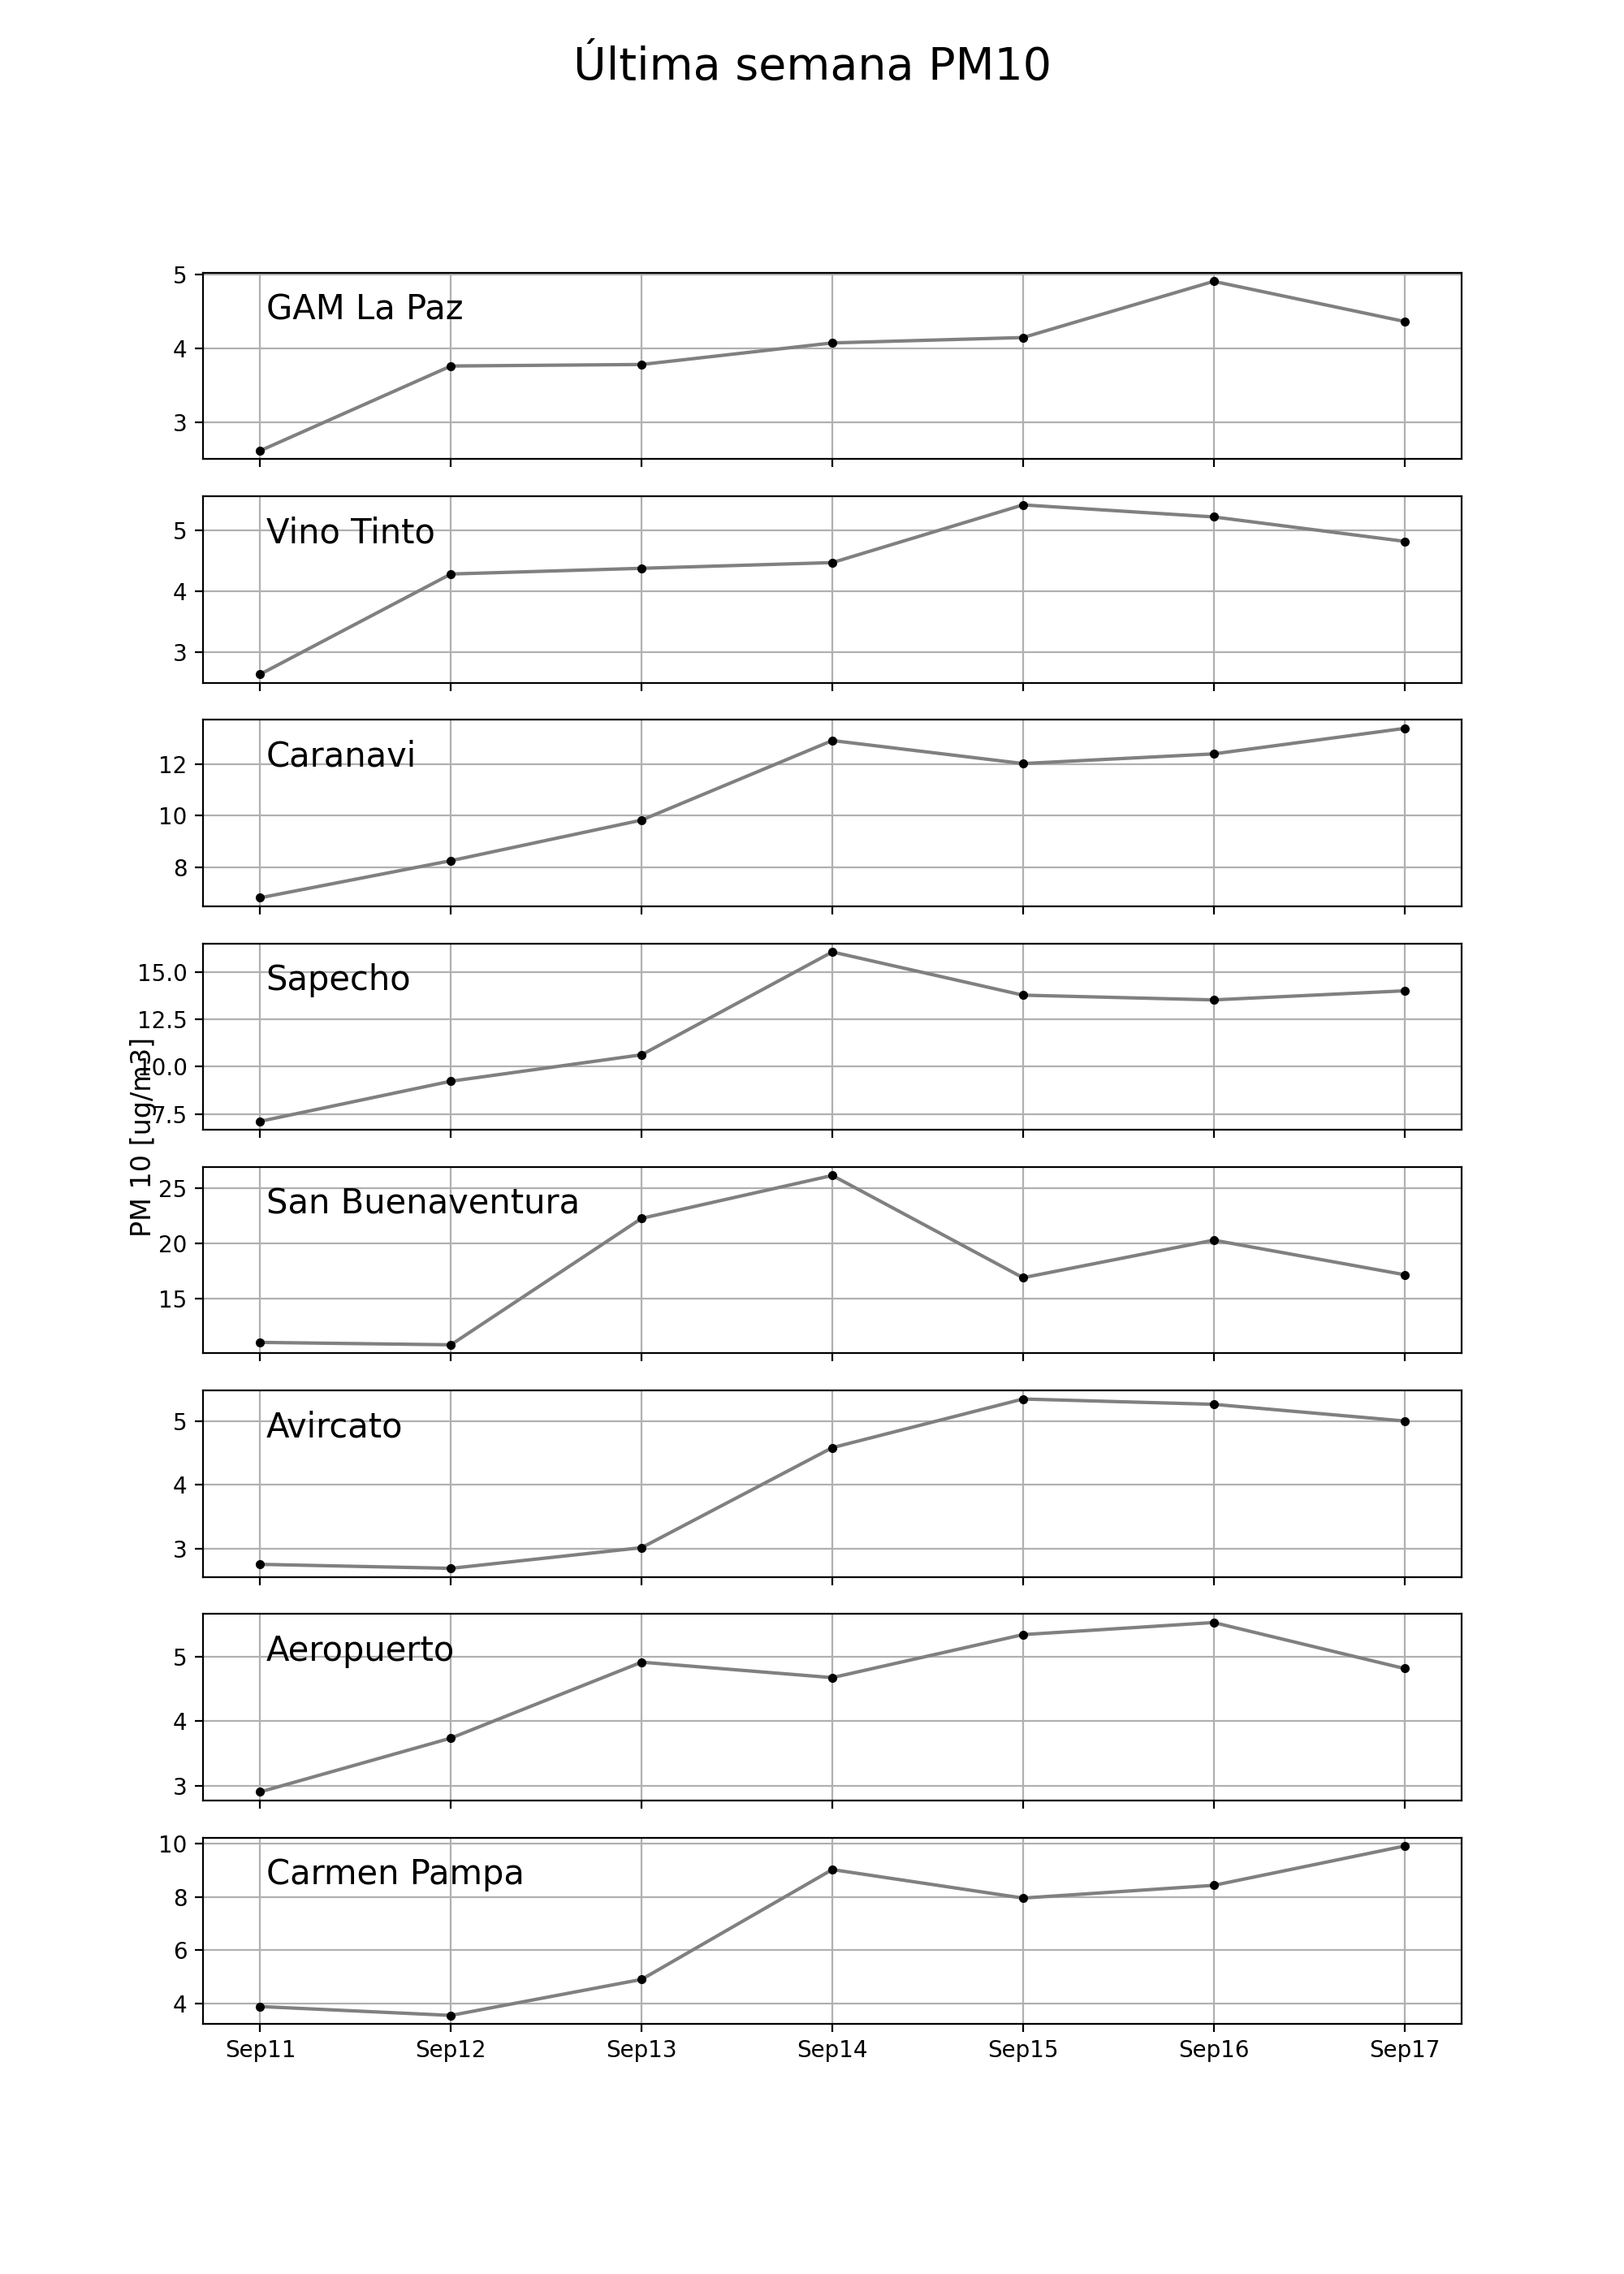 Última semana PM10
5
GAM La Paz
4
3
5
Vino Tinto
4
3
Caranavi
12
10
8
15.0
Sapecho
12.5
10.0
7.5
PM 10 [ug/m3]
25
San Buenaventura
20
15
5
Avircato
4
3
Aeropuerto
5
4
3
10
Carmen Pampa
8
6
4
Sep11 Sep12 Sep13 Sep14 Sep15 Sep16 Sep17